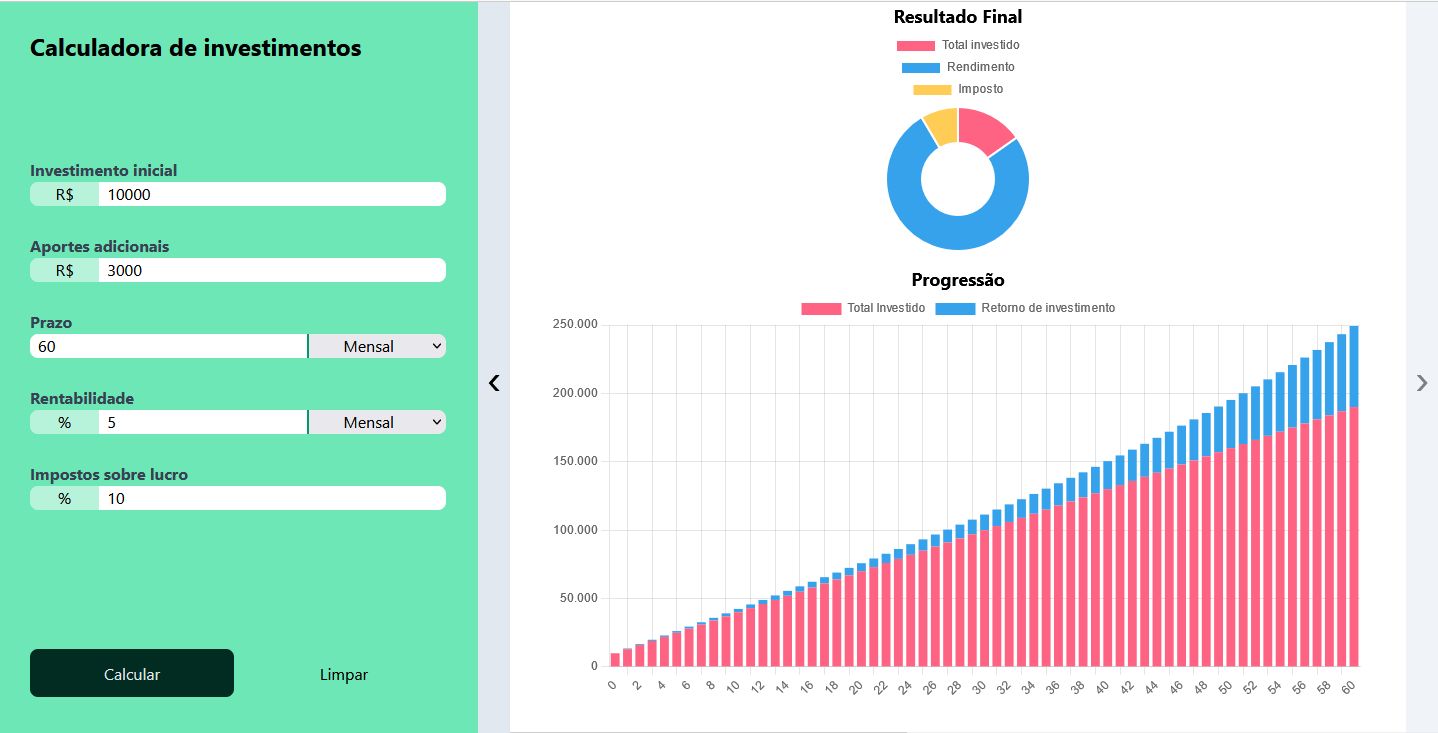 Calculadora de investimentos
Investimento inicial
R$ 10000
Aportes adicionais
R$ 3000
Prazo
60 Mensal
Rentabilidade
% 5 Mensal
Impostos sobre lucro
% 10
Calcular Limpar
Resultado Final
Total investido
Rendimento
Imposto
Progressão
Total Investido Retorno de investimento
250.000
200.000
150.000
100.000
50.000
0
0 2 4 6 8 10 12 14 16 18 20 22 24 26 28 30 32 34 36 38 40 42 44 46 48 50 52 54 56 58 60